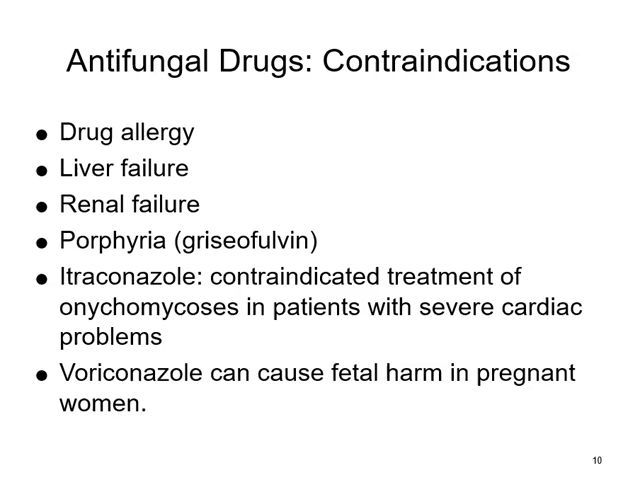 Antifungal Drugs: Contraindications
● Drug allergy
● Liver failure
● Renal failure
● Porphyria (griseofulvin)
● Itraconazole: contraindicated treatment of
onychomycoses in patients with severe cardiac
problems
● Voriconazole can cause fetal harm in pregnant
women.
10